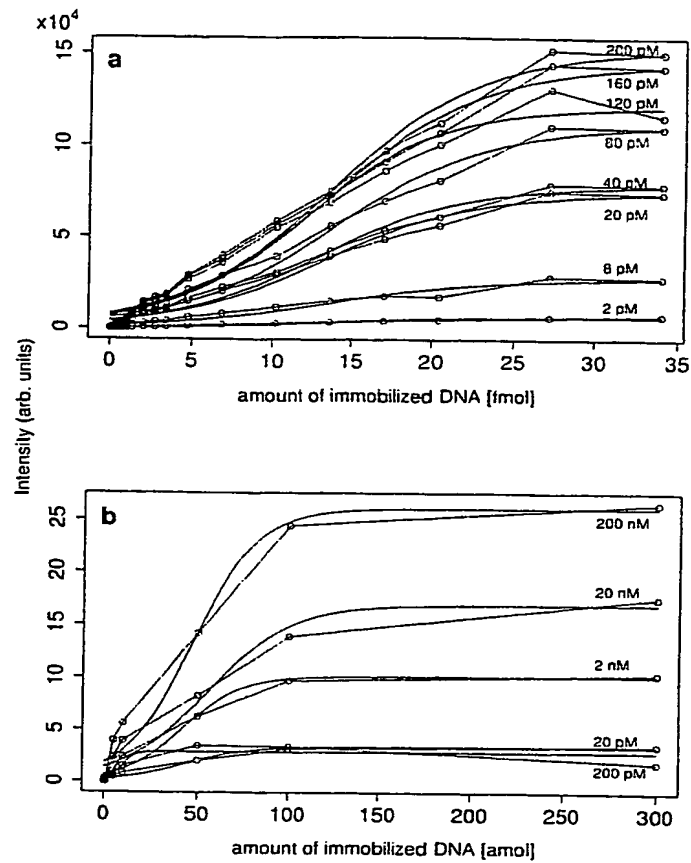 x10⁴
a
15
10
5
0
200 pM
160 pM
120 pM
80 pM
40 pM
20 pM
8 pM
2 pM
0 5 10 15 20 25 30 35
amount of immobilized DNA [fmol]
Intensity (arb. units)
b
25
20
15
10
5
0
200 nM
20 nM
2 nM
20 pM
200 pM
0 50 100 150 200 250 300
amount of immobilized DNA [amol]